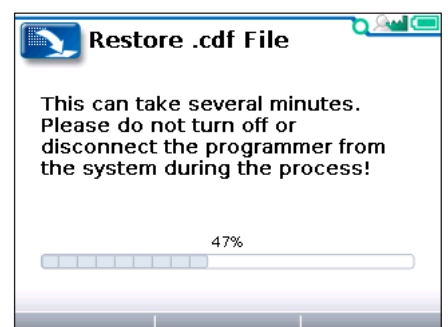 Restore .cdf File
This can take several minutes.
Please do not turn off or
disconnect the programmer from
the system during the process!
47%